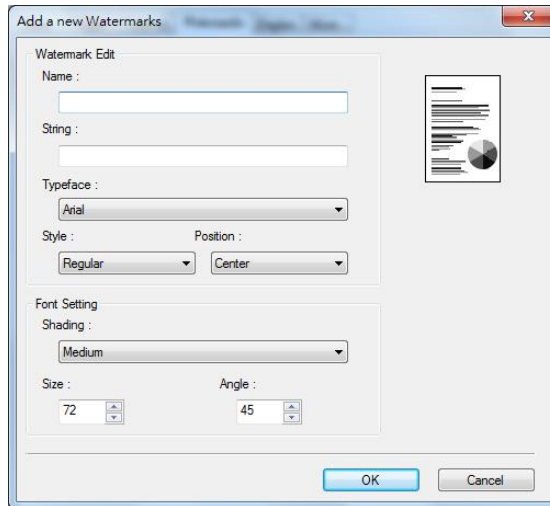 Add a new Watermarks
Watermark Edit
Name :
String :
Typeface :
Arial
Style : Position :
Regular Center
Font Setting
Shading :
Medium
Size : Angle :
72 45
OK Cancel